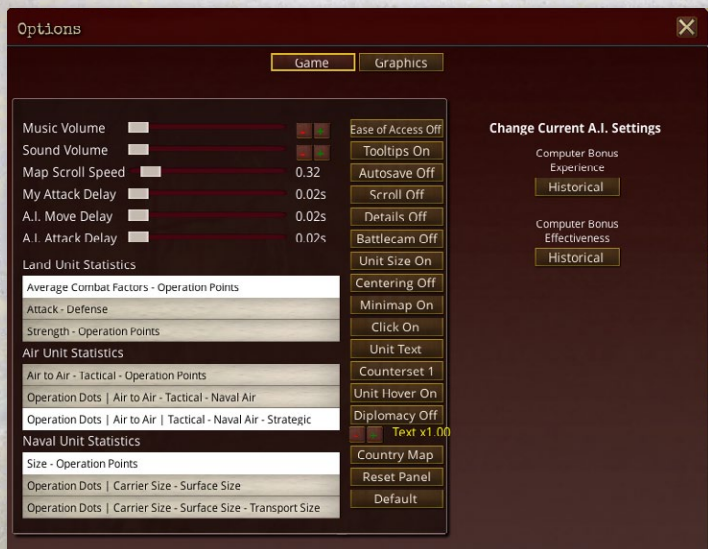 Options
Game Graphics
Music Volume
Sound Volume
Map Scroll Speed 0.32
My Attack Delay 0.02s
A.I. Move Delay 0.02s
A.I. Attack Delay 0.02s
Land Unit Statistics
Average Combat Factors - Operation Points
Attack - Defense
Strength - Operation Points
Air Unit Statistics
Air to Air - Tactical - Operation Points
Operation Dots | Air to Air - Tactical - Naval Air
Operation Dots | Air to Air | Tactical - Naval Air - Strategic
Naval Unit Statistics
Size - Operation Points
Operation Dots | Carrier Size - Surface Size
Operation Dots | Carrier Size - Surface Size - Transport Size
Ease of Access Off
Tooltips On
Autosave Off
Scroll Off
Details Off
Battlecam Off
Unit Size On
Centering Off
Minimap On
Click On
Unit Text
Counterset 1
Unit Hover On
Diplomacy Off
Text x1.00
Country Map
Reset Panel
Default
Change Current A.I. Settings
Computer Bonus
Experience
Historical
Computer Bonus
Effectiveness
Historical